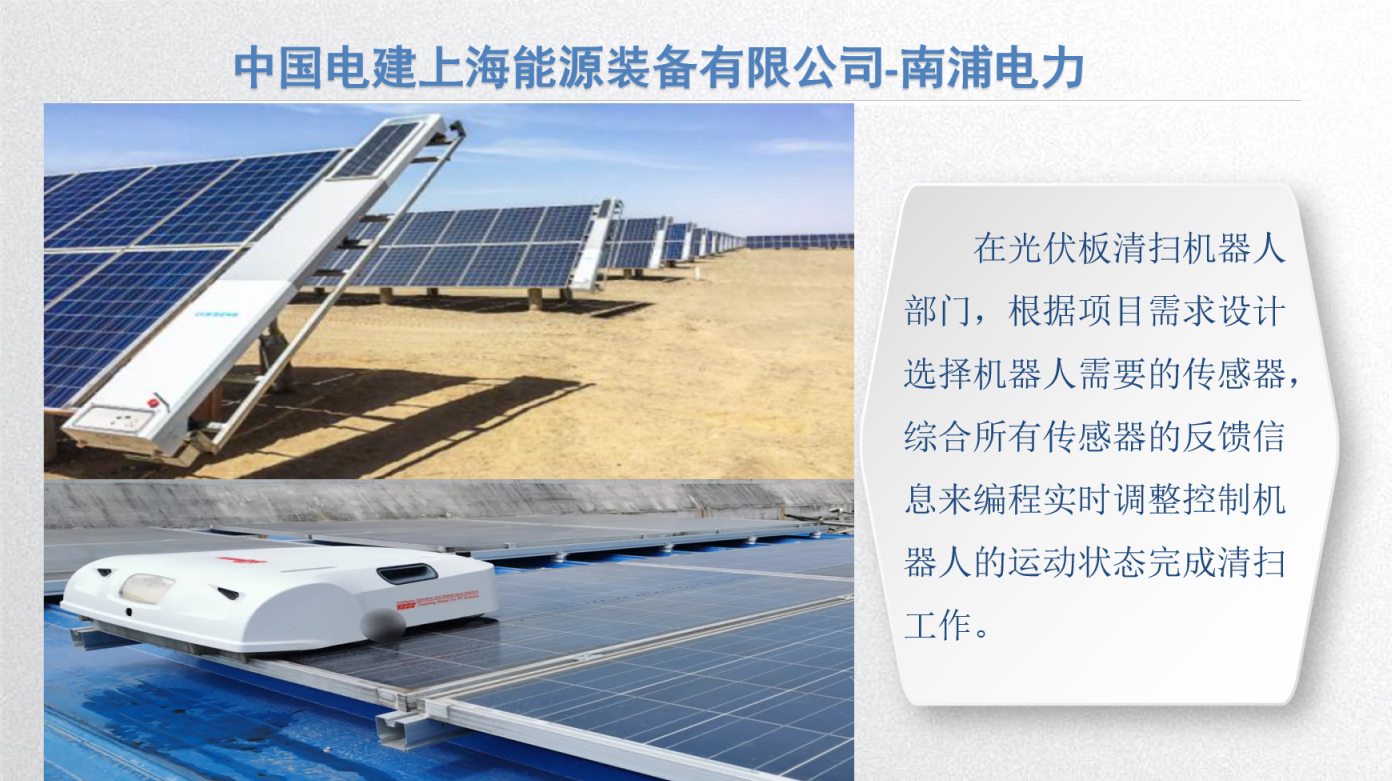 中国电建上海能源装备有限公司-南浦电力
在光伏板清扫机器人
部门，根据项目需求设计
选择机器人需要的传感器，
综合所有传感器的反馈信
息来编程实时调整控制机
器人的运动状态完成清扫
工作。